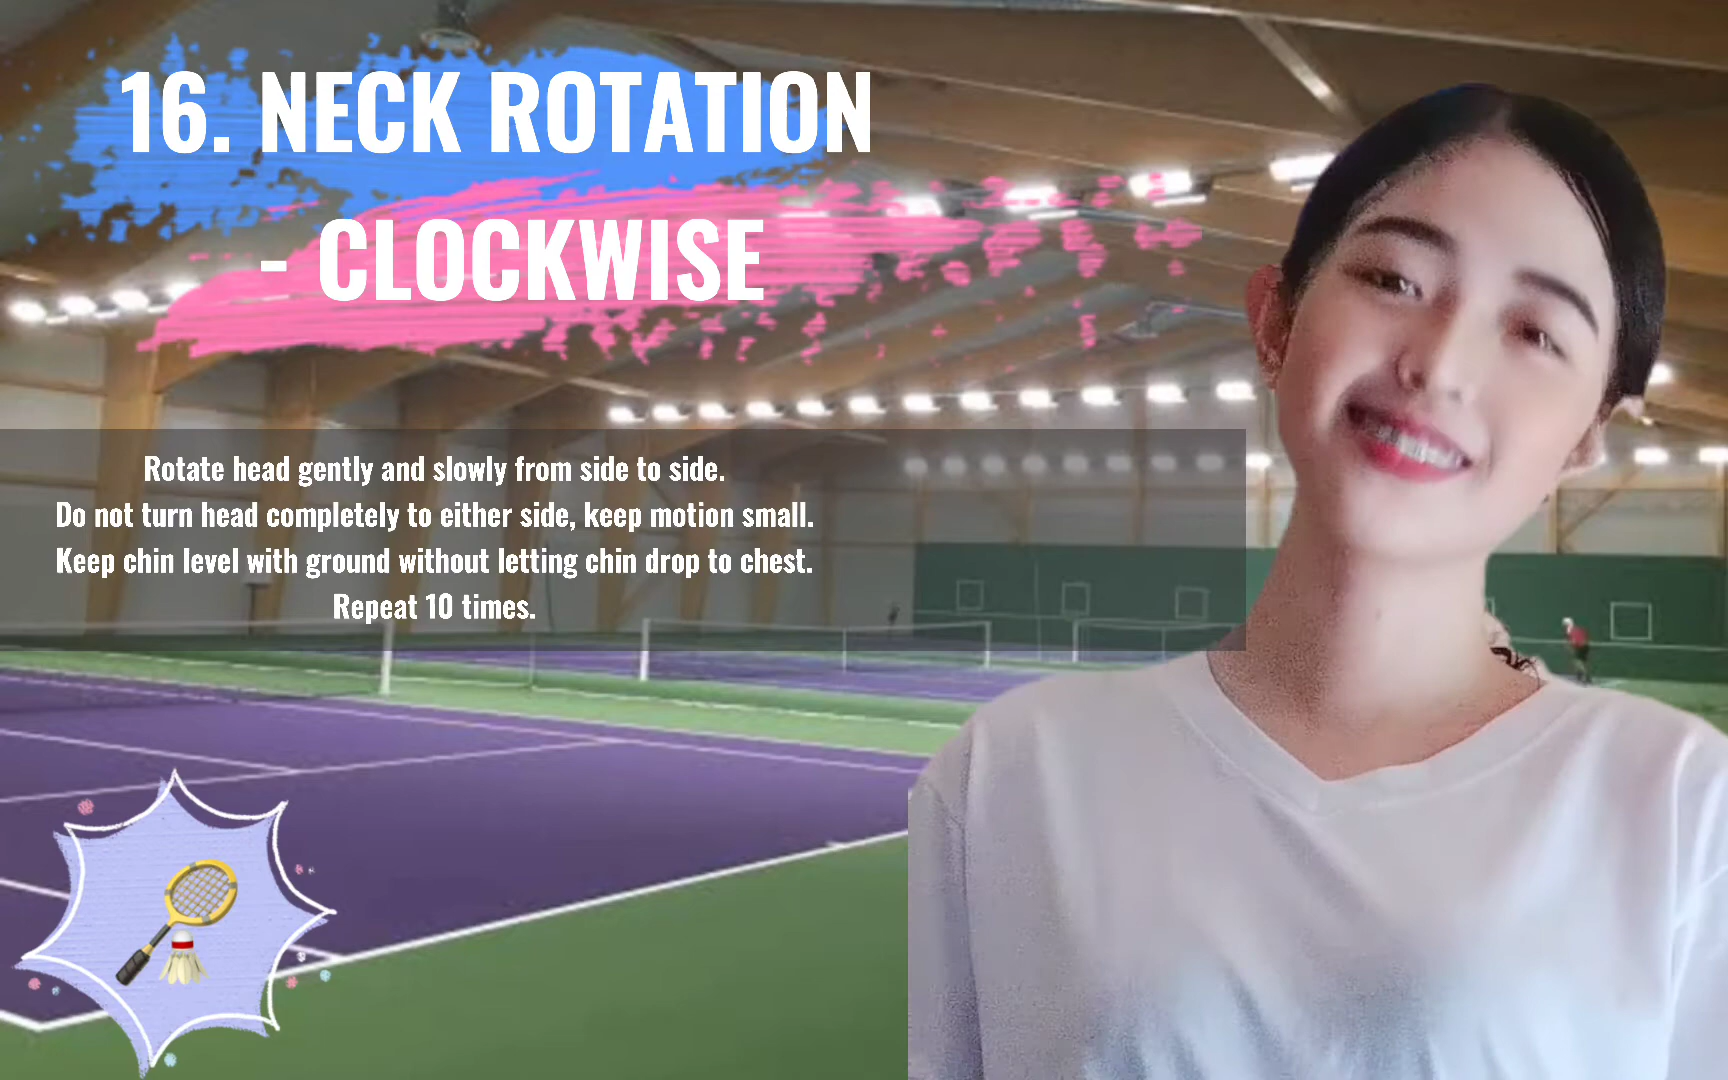 16. NECK ROTATION
- CLOCKWISE
Rotate head gently and slowly from side to side.
Do not turn head completely to either side, keep motion small.
Keep chin level with ground without letting chin drop to chest.
Repeat 10 times.